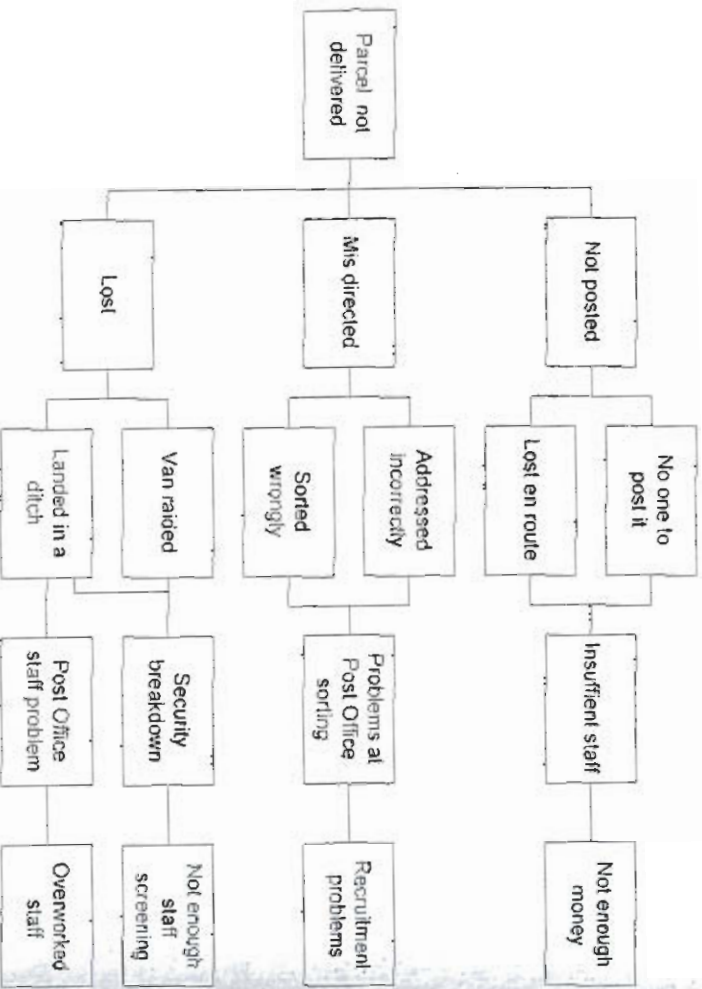 Parcel not
delivered
Not posted
Mis directed
Lost
No one to
post it
Lost en route
Addressed
incorrectly
Sorted
wrongly
Van raided
Landed in a
ditch
Insuffient staff
Problems at
Post Office
sorting
Security
breakdown
Post Office
staff problem
Not enough
money
Recruitment
problems
Not enough
staff
screening
Overworked
staff